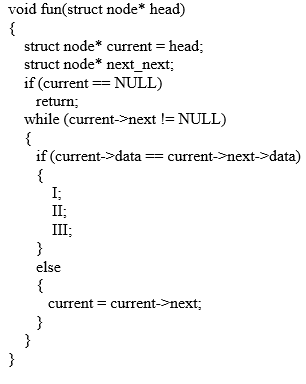 void fun(struct node* head)
{
struct node* current = head;
struct node* next_next;
if (current == NULL)
return;
while (current->next != NULL)
{
if (current->data == current->next->data)
{
I;
II;
III;
}
else
{
current = current->next;
}
}
}